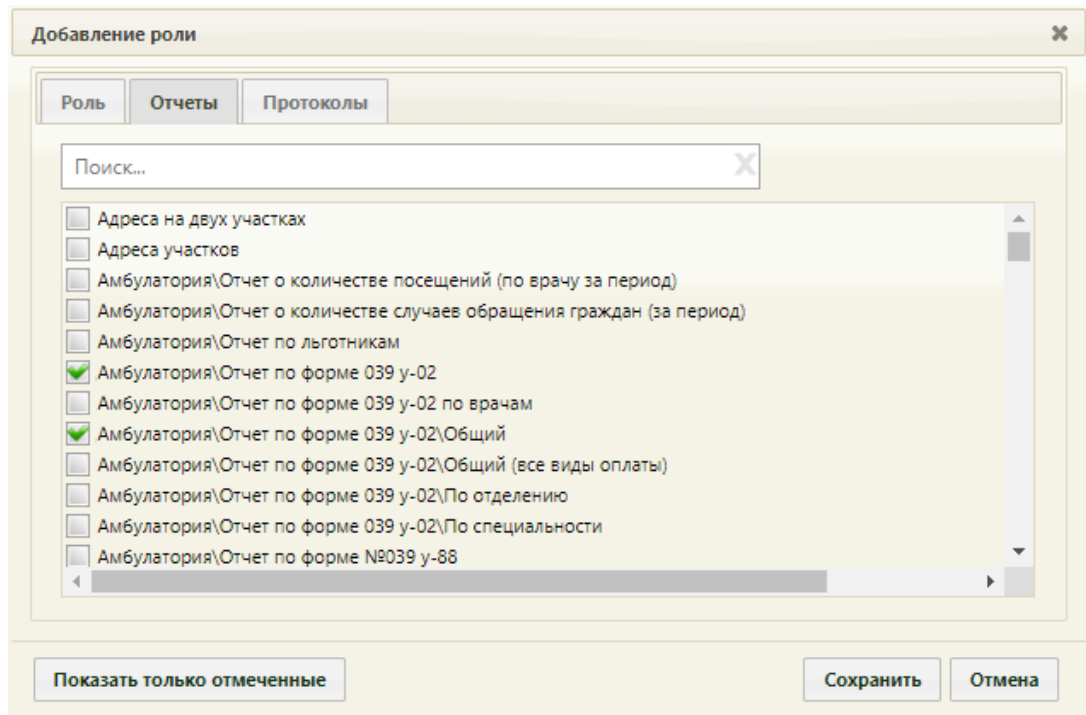 Добавление роли
Роль Отчеты Протоколы
Поиск...
Адреса на двух участках
Адреса участков
Амбулатория\Отчет о количестве посещений (по врачу за период)
Амбулатория\Отчет о количестве случаев обращения граждан (за период)
Амбулатория\Отчет по льготникам
Амбулатория\Отчет по форме 039 у-02
Амбулатория\Отчет по форме 039 у-02 по врачам
Амбулатория\Отчет по форме 039 у-02\Общий
Амбулатория\Отчет по форме 039 у-02\Общий (все виды оплаты)
Амбулатория\Отчет по форме 039 у-02\По отделению
Амбулатория\Отчет по форме 039 у-02\По специальности
Амбулатория\Отчет по форме №039 у-88
Показать только отмеченные Сохранить Отмена